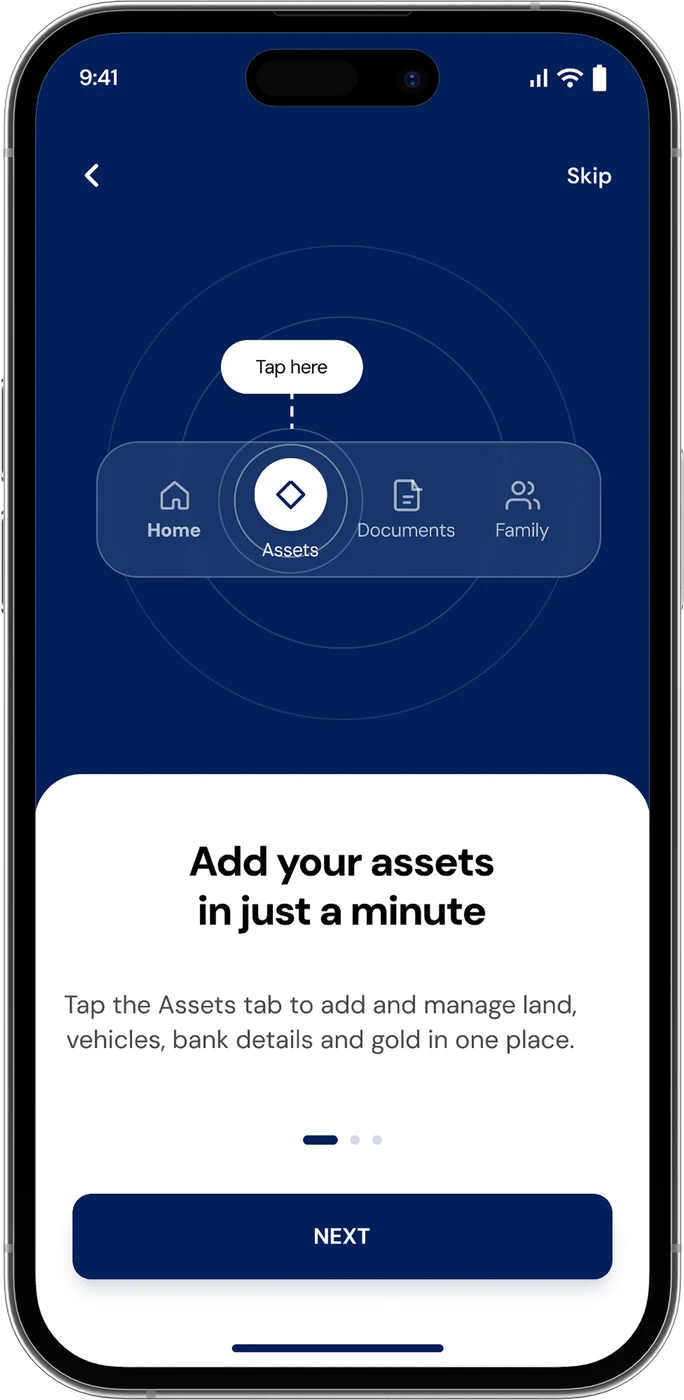 9:41
Skip
Tap here
Home
Assets
Documents
Family
Add your assets
in just a minute
Tap the Assets tab to add and manage land,
vehicles, bank details and gold in one place.
NEXT